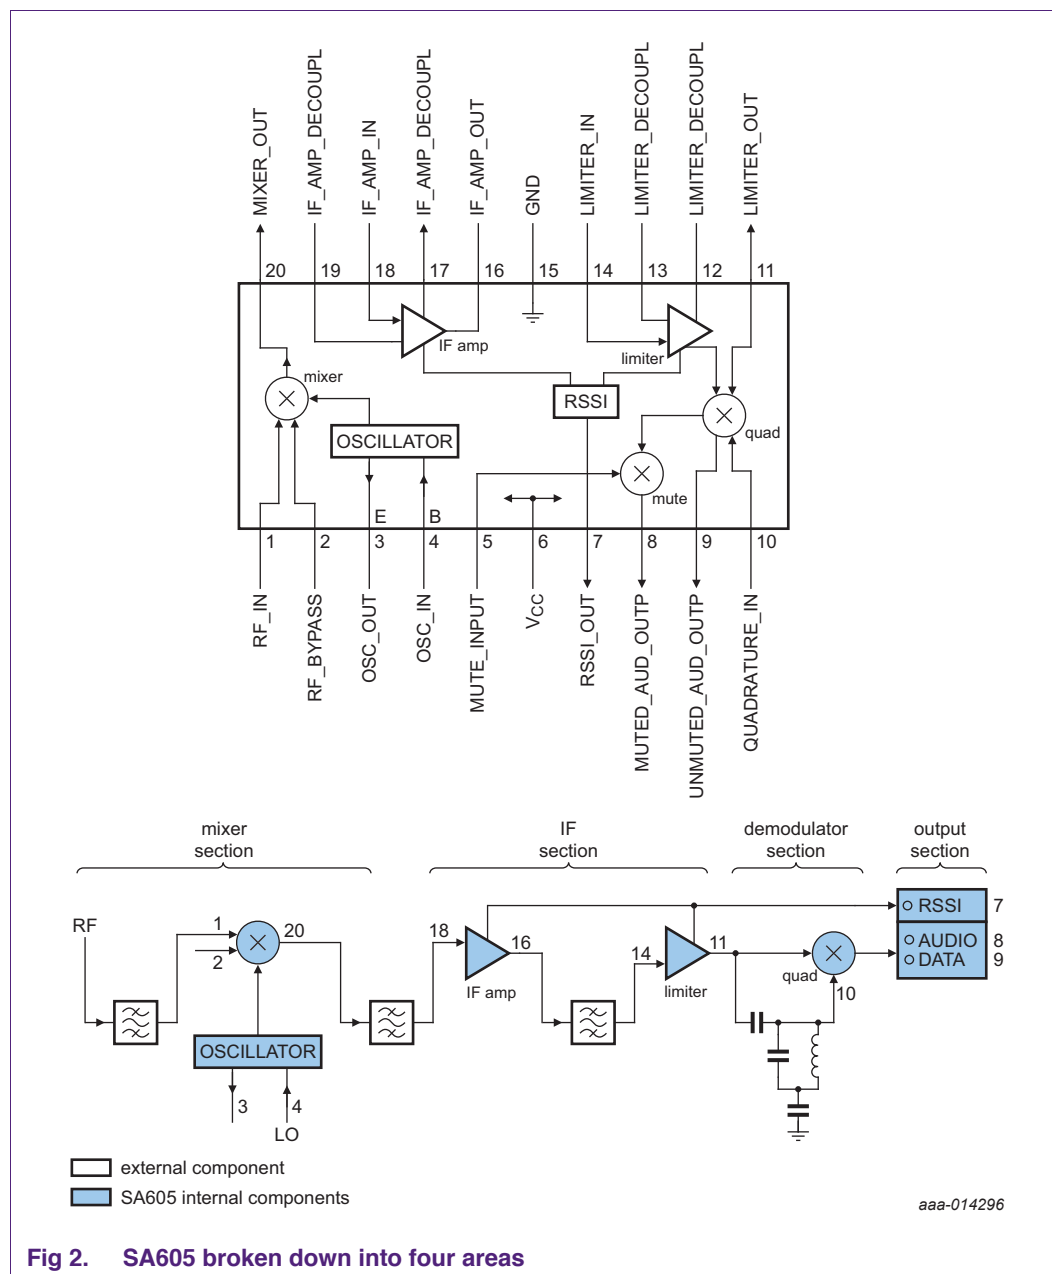 MIXER_OUT
IF_AMP_DECOUPL
IF_AMP_IN
IF_AMP_DECOUPL
IF_AMP_OUT
GND
LIMITER_IN
LIMITER_DECOUPL
LIMITER_DECOUPL
LIMITER_OUT
20 19 18 17 16 15 14 13 12 11
IF amp
limiter
mixer
RSSI
OSCILLATOR
quad
mute
E B
1 2 3 4 5 6 7 8 9 10
RF_IN
RF_BYPASS
OSC_OUT
OSC_IN
MUTE_INPUT
VCC
RSSI_OUT
MUTED_AUD_OUTP
UNMUTED_AUD_OUTP
QUADRATURE_IN
mixer
section
IF
section
demodulator
section
output
section
RF
1
2
20
18
16
14
11
RSSI 7
AUDIO 8
DATA 9
IF amp
limiter
quad
10
OSCILLATOR
3
4
LO
external component
SA605 internal components
aaa-014296
Fig 2. SA605 broken down into four areas